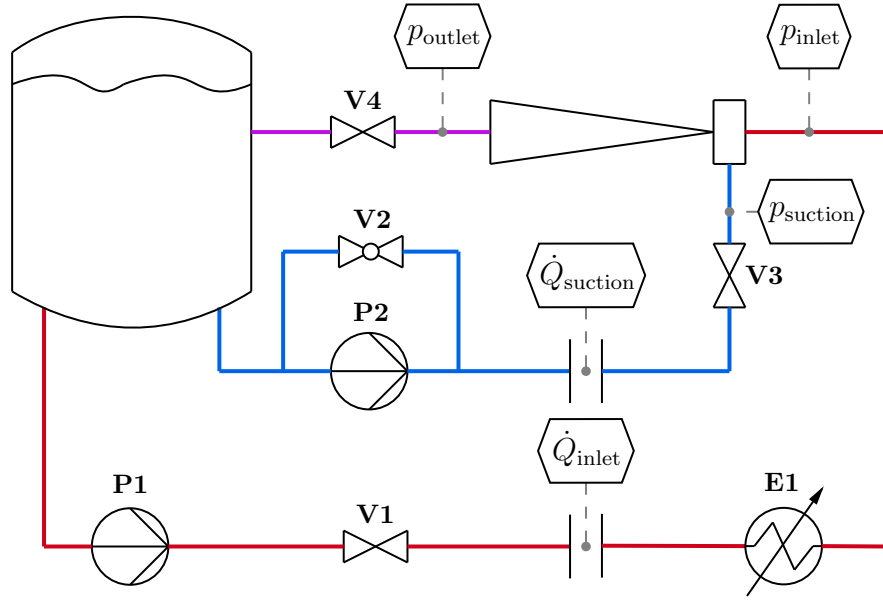 p_outlet
p_inlet
V4
p_suction
V2
Q̇_suction
V3
P2
Q̇_inlet
P1
V1
E1